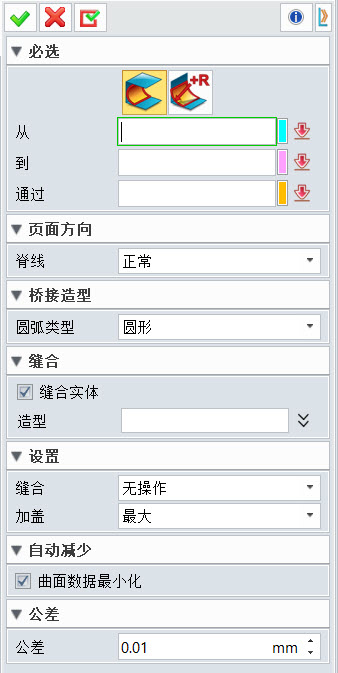 必选
+R
从
到
通过
页面方向
脊线 正常
桥接造型
圆弧类型 圆形
缝合
缝合实体
造型
设置
缝合 无操作
加盖 最大
自动减少
曲面数据最小化
公差
公差 0.01 mm